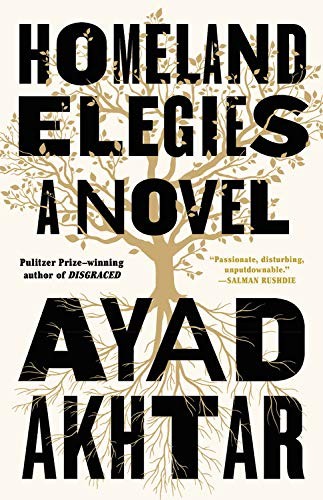 HOMELAND
ELEGIES
A NOVEL
Pulitzer Prize–winning
author of DISGRACED
“Passionate, disturbing,
unputdownable.”
—SALMAN RUSHDIE
AYAD
AKHTAR